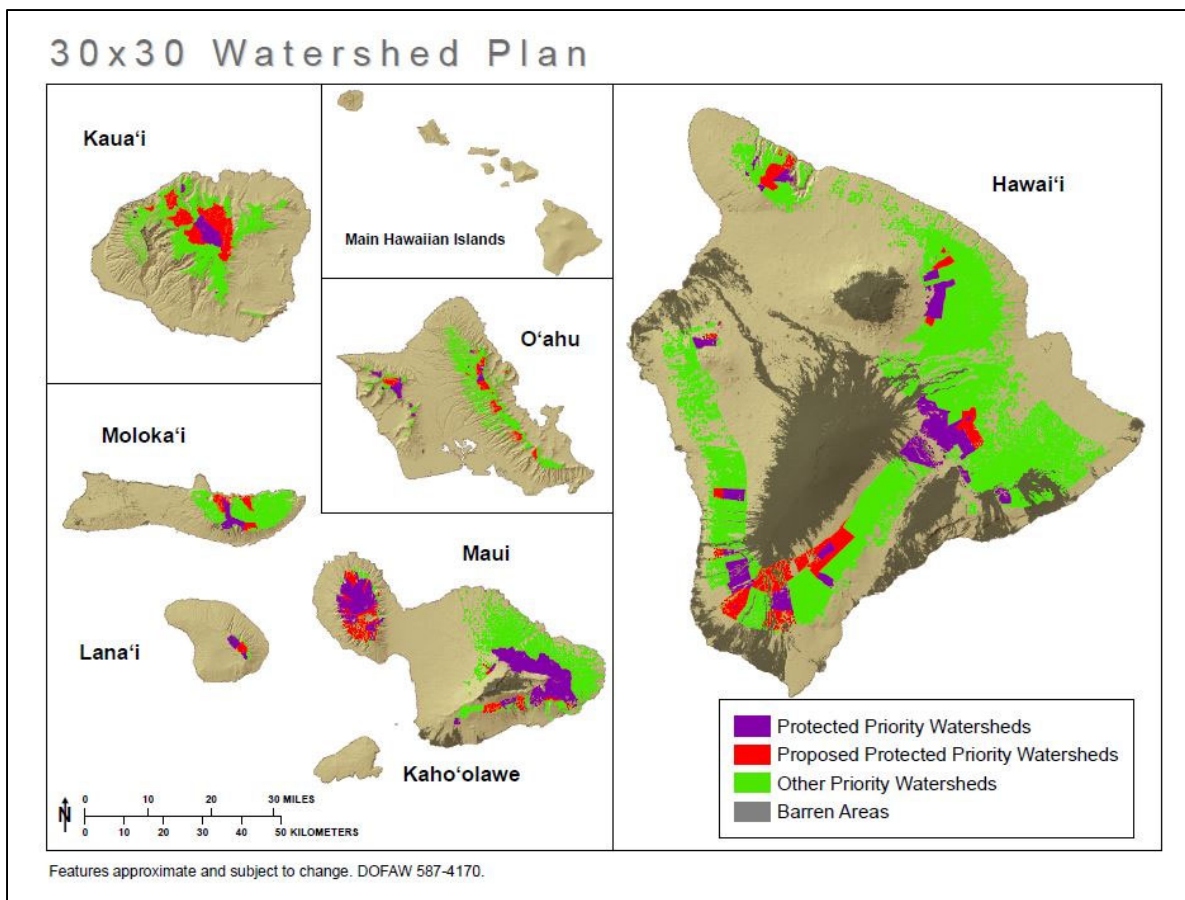 30x30 Watershed Plan
Kaua‘i
Main Hawaiian Islands
Hawai‘i
O‘ahu
Moloka‘i
Maui
Lana‘i
Kaho‘olawe
N
0 10 20 30 MILES
0 10 20 30 40 50 KILOMETERS
Protected Priority Watersheds
Proposed Protected Priority Watersheds
Other Priority Watersheds
Barren Areas
Features approximate and subject to change. DOFAW 587-4170.